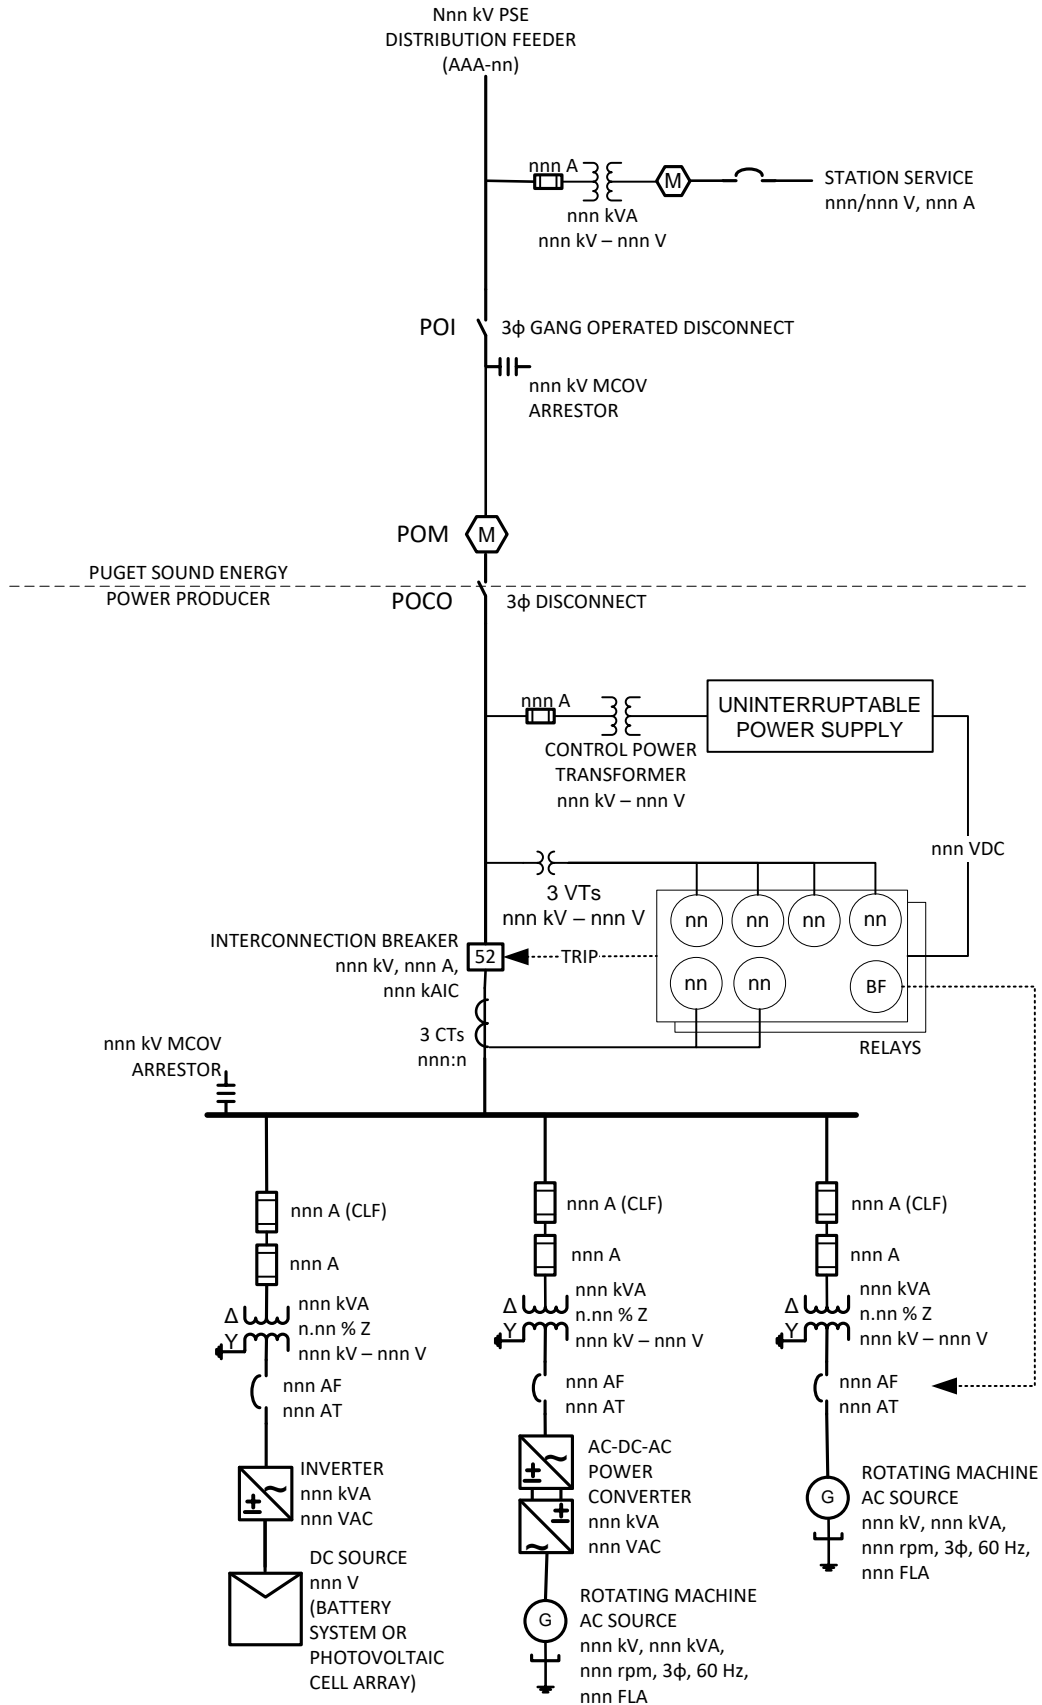 Nnn kV PSE
DISTRIBUTION FEEDER
(AAA-nn)
nnn A
M
STATION SERVICE
nnn/nnn V, nnn A
nnn kVA
nnn kV – nnn V
POI
3ϕ GANG OPERATED DISCONNECT
nnn kV MCOV
ARRESTOR
POM
M
PUGET SOUND ENERGY
POWER PRODUCER
POCO
3ϕ DISCONNECT
nnn A
UNINTERRUPTABLE
POWER SUPPLY
CONTROL POWER
TRANSFORMER
nnn kV – nnn V
nnn VDC
3 VTs
nnn kV – nnn V
nn
nn
nn
nn
INTERCONNECTION BREAKER
nnn kV, nnn A,
nnn kAIC
52
TRIP
nn
nn
BF
3 CTs
nnn:n
RELAYS
nnn kV MCOV
ARRESTOR
nnn A (CLF)
nnn A
Δ
Y
nnn kVA
n.nn % Z
nnn kV – nnn V
nnn AF
nnn AT
± ~
INVERTER
nnn kVA
nnn VAC
DC SOURCE
nnn V
(BATTERY
SYSTEM OR
PHOTOVOLTAIC
CELL ARRAY)
nnn A (CLF)
nnn A
Δ
Y
nnn kVA
n.nn % Z
nnn kV – nnn V
nnn AF
nnn AT
± ~
± ~
AC-DC-AC
POWER
CONVERTER
nnn kVA
nnn VAC
G
ROTATING MACHINE
AC SOURCE
nnn kV, nnn kVA,
nnn rpm, 3ϕ, 60 Hz,
nnn FLA
nnn A (CLF)
nnn A
Δ
Y
nnn kVA
n.nn % Z
nnn kV – nnn V
nnn AF
nnn AT
G
ROTATING MACHINE
AC SOURCE
nnn kV, nnn kVA,
nnn rpm, 3ϕ, 60 Hz,
nnn FLA